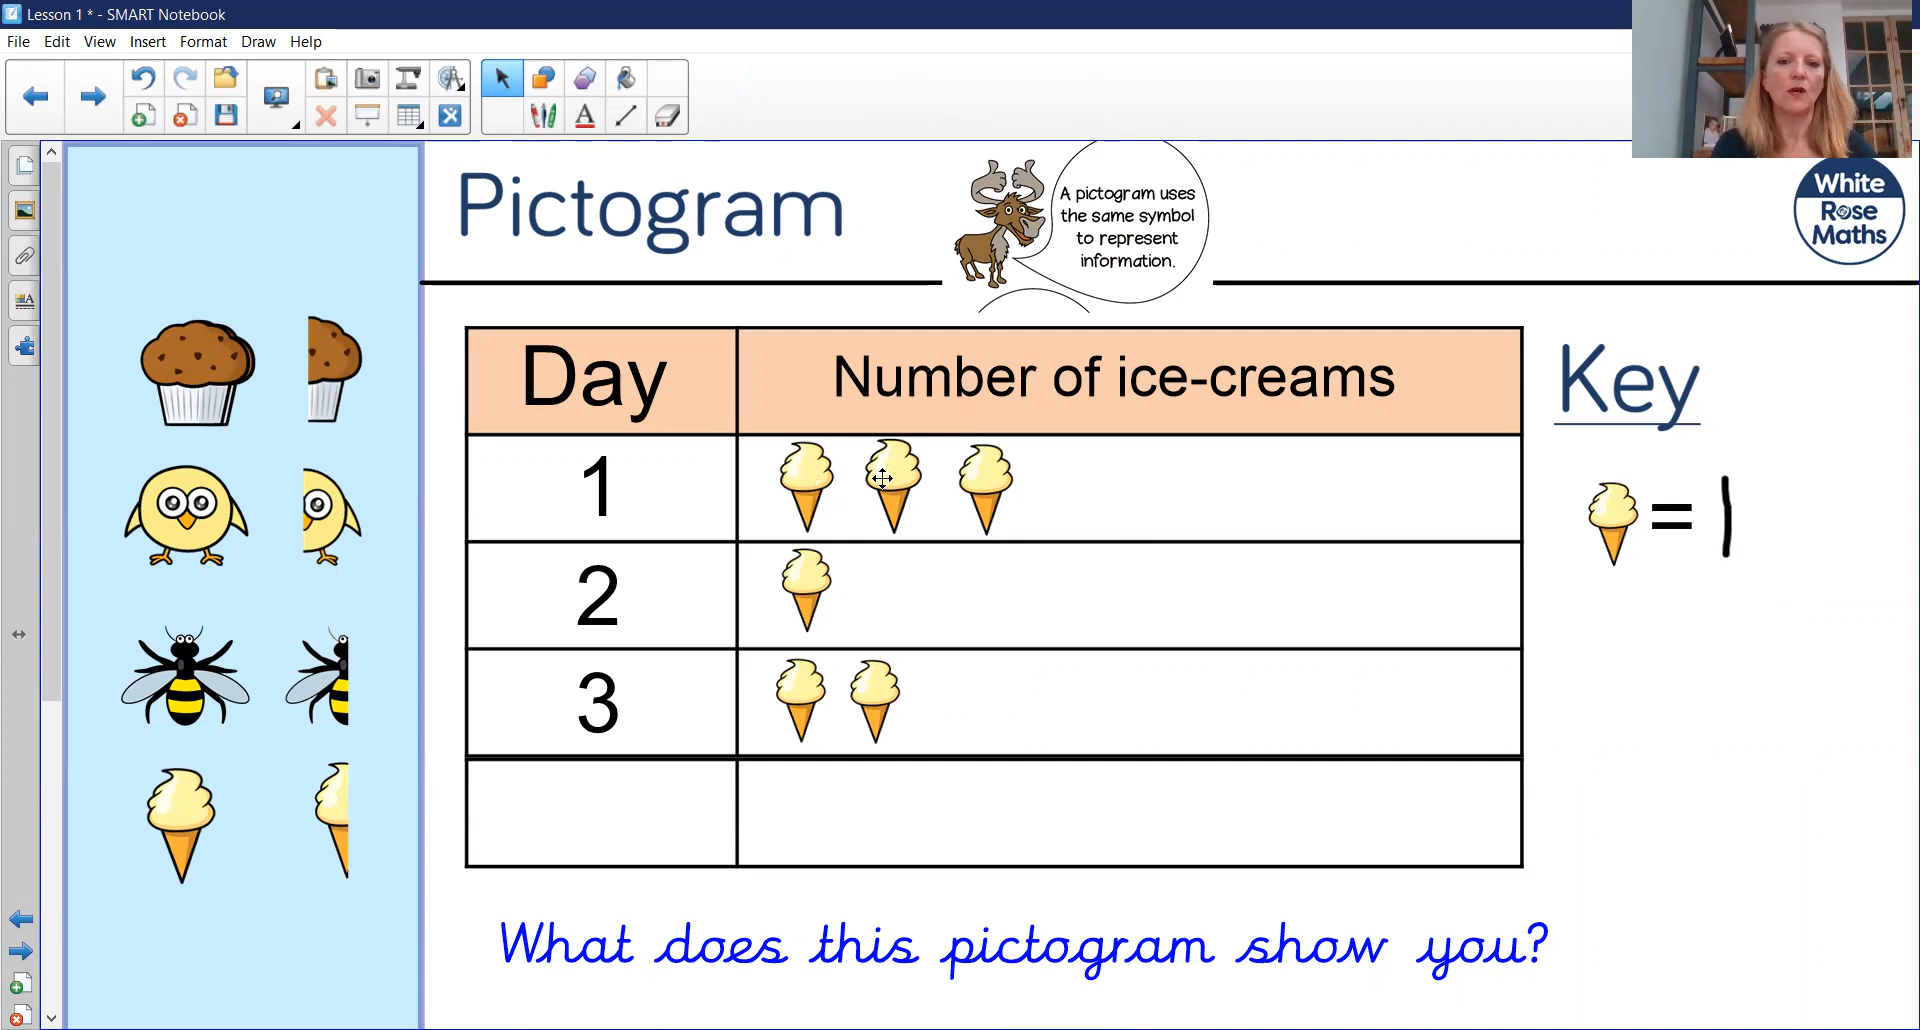 Lesson 1 * - SMART Notebook
File Edit View Insert Format Draw Help
Pictogram
A pictogram uses
the same symbol
to represent
information.
White
Rose
Maths
Day
Number of ice-creams
Key
1
= 1
2
3
What does this pictogram show you?